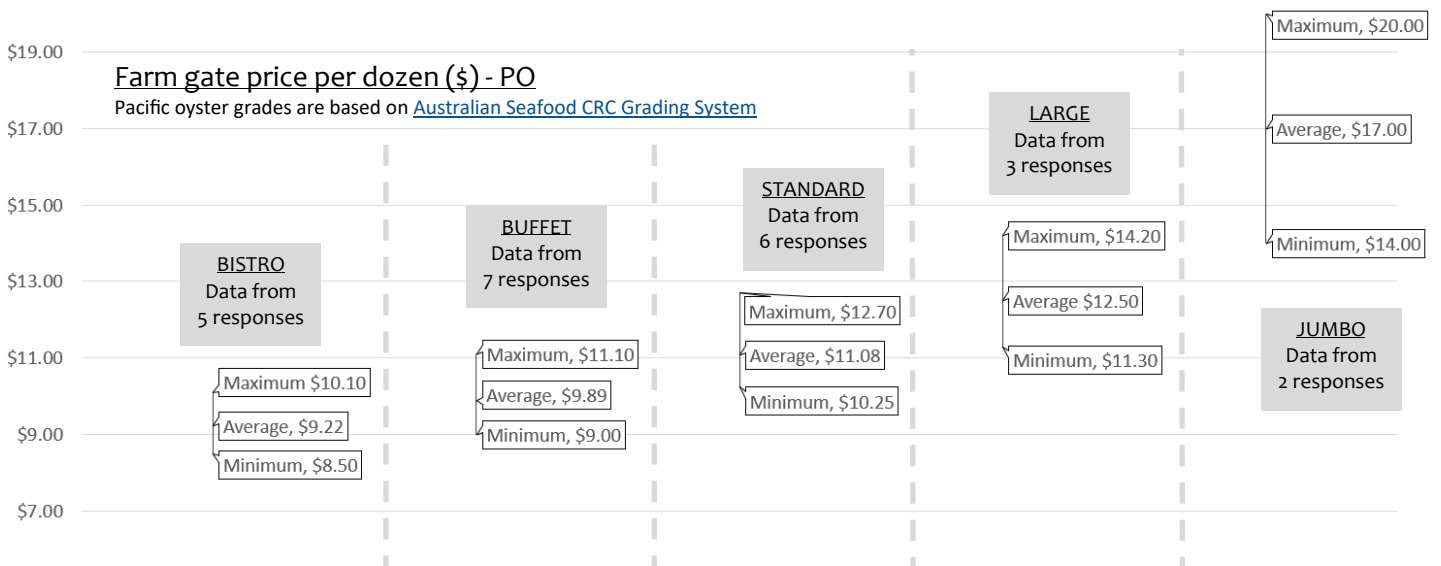 Farm gate price per dozen ($) - PO
Pacific oyster grades are based on Australian Seafood CRC Grading System
$19.00
$17.00
$15.00
$13.00
$11.00
$9.00
$7.00
BISTRO
Data from
5 responses
Maximum $10.10
Average, $9.22
Minimum, $8.50
BUFFET
Data from
7 responses
Maximum, $11.10
Average, $9.89
Minimum, $9.00
STANDARD
Data from
6 responses
Maximum, $12.70
Average, $11.08
Minimum, $10.25
LARGE
Data from
3 responses
Maximum, $14.20
Average $12.50
Minimum, $11.30
Maximum, $20.00
Average, $17.00
Minimum, $14.00
JUMBO
Data from
2 responses